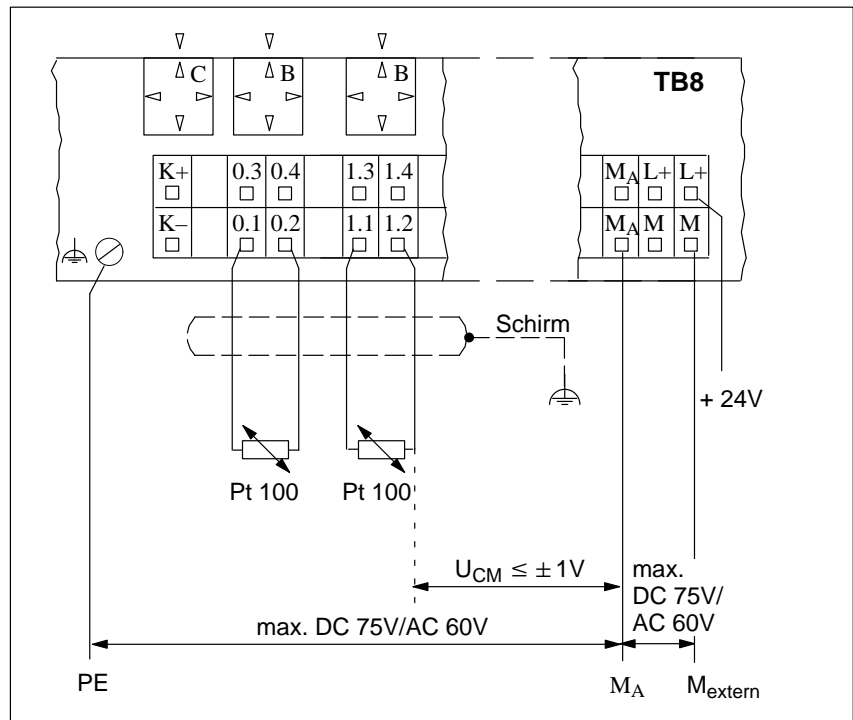 C B B TB8
K+ 0.3 0.4 1.3 1.4 MA L+ L+
K– 0.1 0.2 1.1 1.2 MA M M
Schirm
+ 24V
Pt 100 Pt 100
UCM ≤ ± 1V
max.
DC 75V/
AC 60V
max. DC 75V/AC 60V
PE MA Mextern